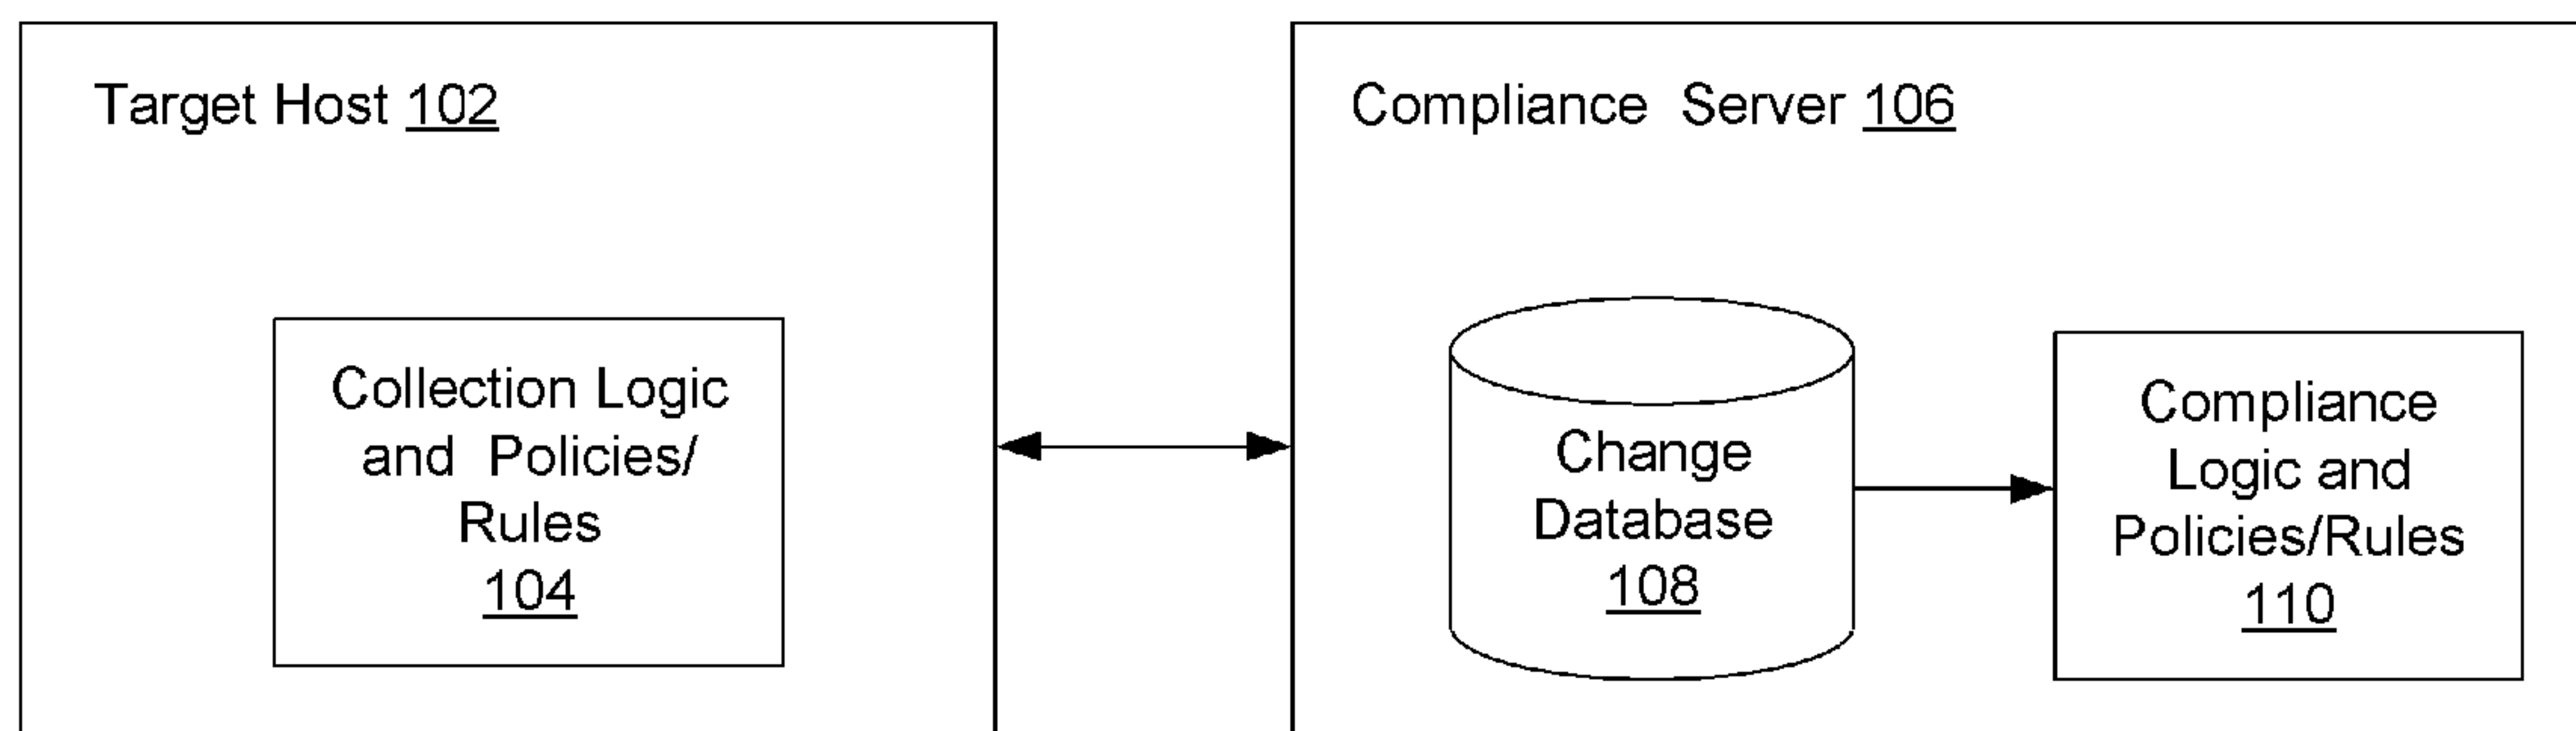 Target Host 102
Compliance Server 106
Collection Logic
and Policies/
Rules
104
Change
Database
108
Compliance
Logic and
Policies/Rules
110